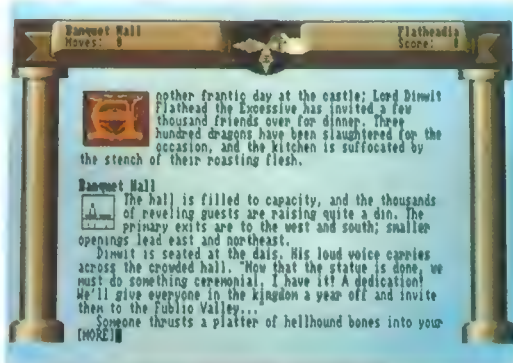 Banquet Hall
Flatheadia
Moves: 0
Score: 0
Another frantic day at the castle; Lord Dimwit
Flathead the Excessive has invited a few
thousand friends over for dinner. Three
hundred dragons have been slaughtered for the
occasion, and the kitchen is suffocated by
the stench of their roasting flesh.
Banquet Hall
The hall is filled to capacity, and the thousands
of reveling guests are raising quite a din. The
primary exits are to the west and south; smaller
openings lead east and northeast.
Dimwit is seated at the dais. His loud voice carries
across the crowded hall. "Now that the statue is done, we
must do something ceremonial. I have it! A dedication!
We'll give everyone in the kingdom a year off and invite
them to the Fublio Valley...
Someone thrusts a platter of hellhound bones into your
[MORE]